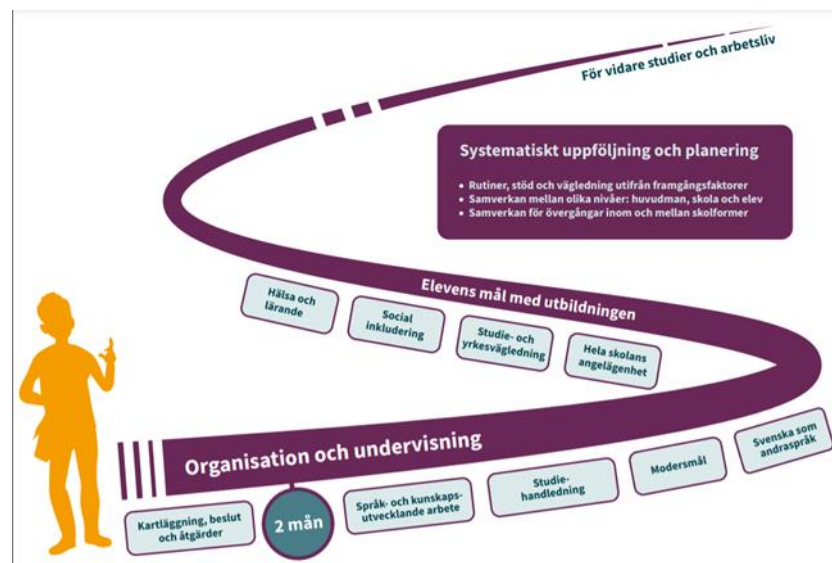 För vidare studier och arbetsliv
Systematiskt uppföljning och planering
• Rutiner, stöd och vägledning utifrån framgångsfaktorer
• Samverkan mellan olika nivåer: huvudman, skola och elev
• Samverkan för övergångar inom och mellan skolformer
Elevens mål med utbildningen
Hälsa och
lärande
Social
inkludering
Studie- och
yrkesvägledning
Hela skolans
angelägenhet
Organisation och undervisning
Kartläggning, beslut
och åtgärder
2 mån
Språk- och kunskaps-
utvecklande arbete
Studie-
handledning
Modersmål
Svenska som
andraspråk